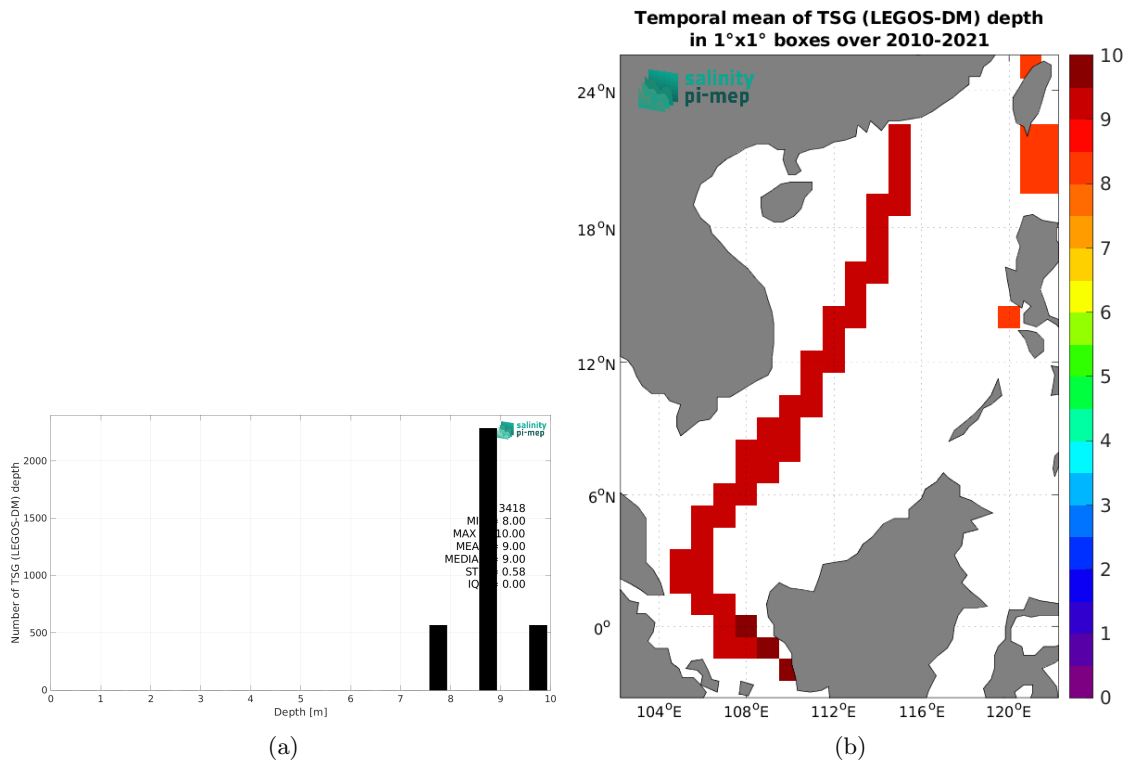 Temporal mean of TSG (LEGOS-DM) depth
in 1°x1° boxes over 2010-2021
salinity
pi-mep
24°N
18°N
12°N
6°N
0°
104°E
108°E
112°E
116°E
120°E
10
9
8
7
6
5
4
3
2
1
0
Number of TSG (LEGOS-DM) depth
2000
1500
1000
500
0
salinity
pi-mep
3418
= 8.00
MAX 10.00
= 9.00
= 9.00
= 0.58
= 0.00
0
1
2
3
4
5
6
7
8
9
10
Depth [m]
(a)
(b)